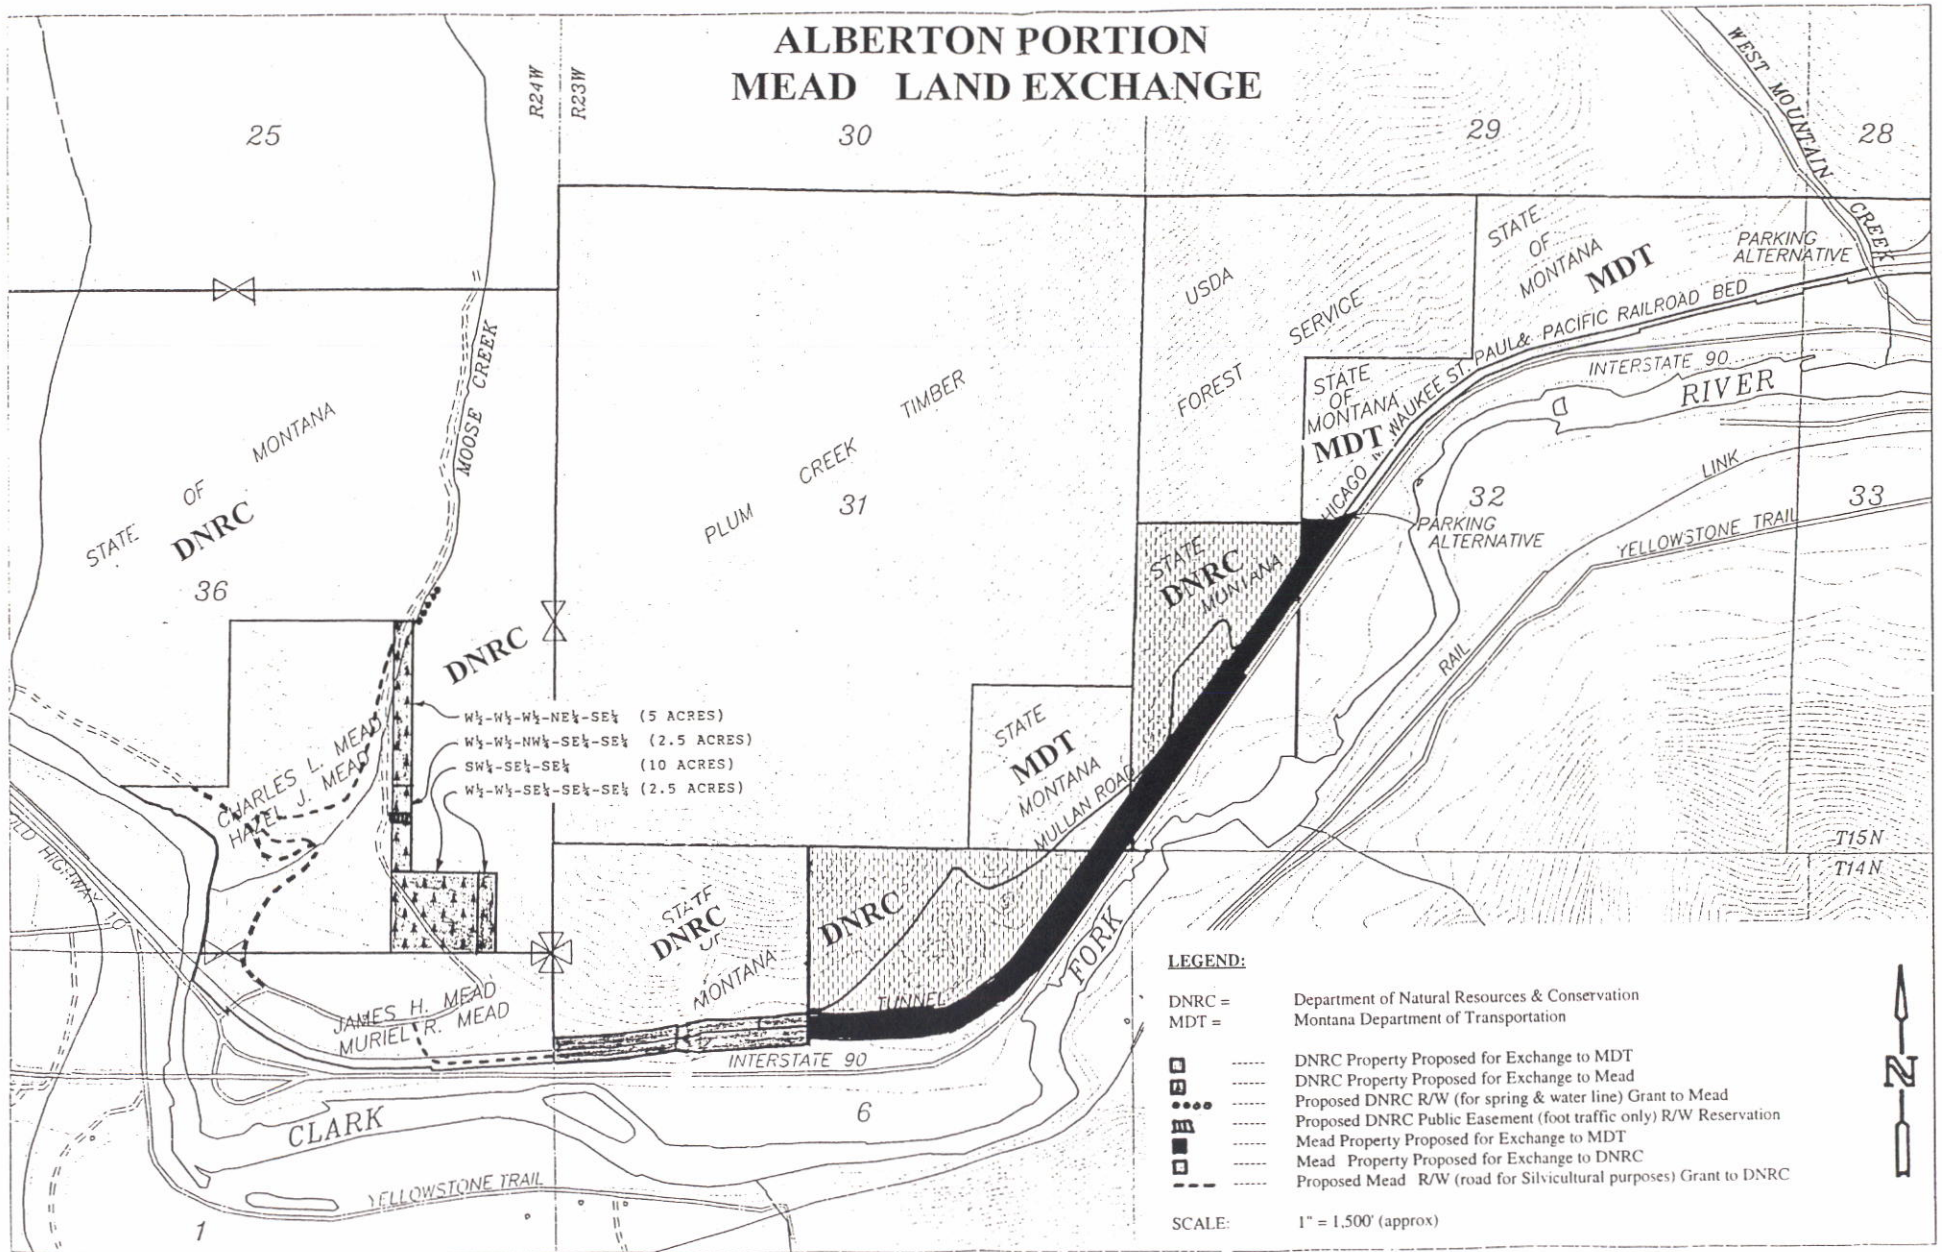 ALBERTON PORTION
MEAD LAND EXCHANGE
R24W
R23W
25
30
29
28
WEST MOUNTAIN CREEK
STATE
OF
MONTANA
MDT
PARKING
ALTERNATIVE
USDA
FOREST
SERVICE
PAUL & PACIFIC RAILROAD BED
INTERSTATE 90
RIVER
MOOSE CREEK
STATE
OF
MONTANA
DNRC
36
PLUM
CREEK
TIMBER
31
STATE
OF
MONTANA
MDT
WAUKEE ST.
HICAGO
32
33
LINK
PARKING
ALTERNATIVE
YELLOWSTONE TRAIL
RAIL
STATE
DNRC
MONTANA
DNRC
W½-W½-W½-NE¼-SE¼ (5 ACRES)
W½-W½-NW¼-SE¼-SE¼ (2.5 ACRES)
SW¼-SE¼-SE¼ (10 ACRES)
W½-W½-SE¼-SE¼-SE¼ (2.5 ACRES)
CHARLES L. MEAD
HAZEL J. MEAD
STATE
MDT
MONTANA
MULLAN ROAD
T15N
T14N
OLD HIGHWAY 10
STATE
DNRC
OF
MONTANA
DNRC
TUNNEL
JAMES H. MEAD
MURIEL R. MEAD
INTERSTATE 90
FORK
CLARK
6
YELLOWSTONE TRAIL
1
LEGEND:
DNRC = Department of Natural Resources & Conservation
MDT = Montana Department of Transportation
------ DNRC Property Proposed for Exchange to MDT
------ DNRC Property Proposed for Exchange to Mead
------ Proposed DNRC R/W (for spring & water line) Grant to Mead
------ Proposed DNRC Public Easement (foot traffic only) R/W Reservation
------ Mead Property Proposed for Exchange to MDT
------ Mead Property Proposed for Exchange to DNRC
------ Proposed Mead R/W (road for Silvicultural purposes) Grant to DNRC
SCALE: 1" = 1,500' (approx)
N